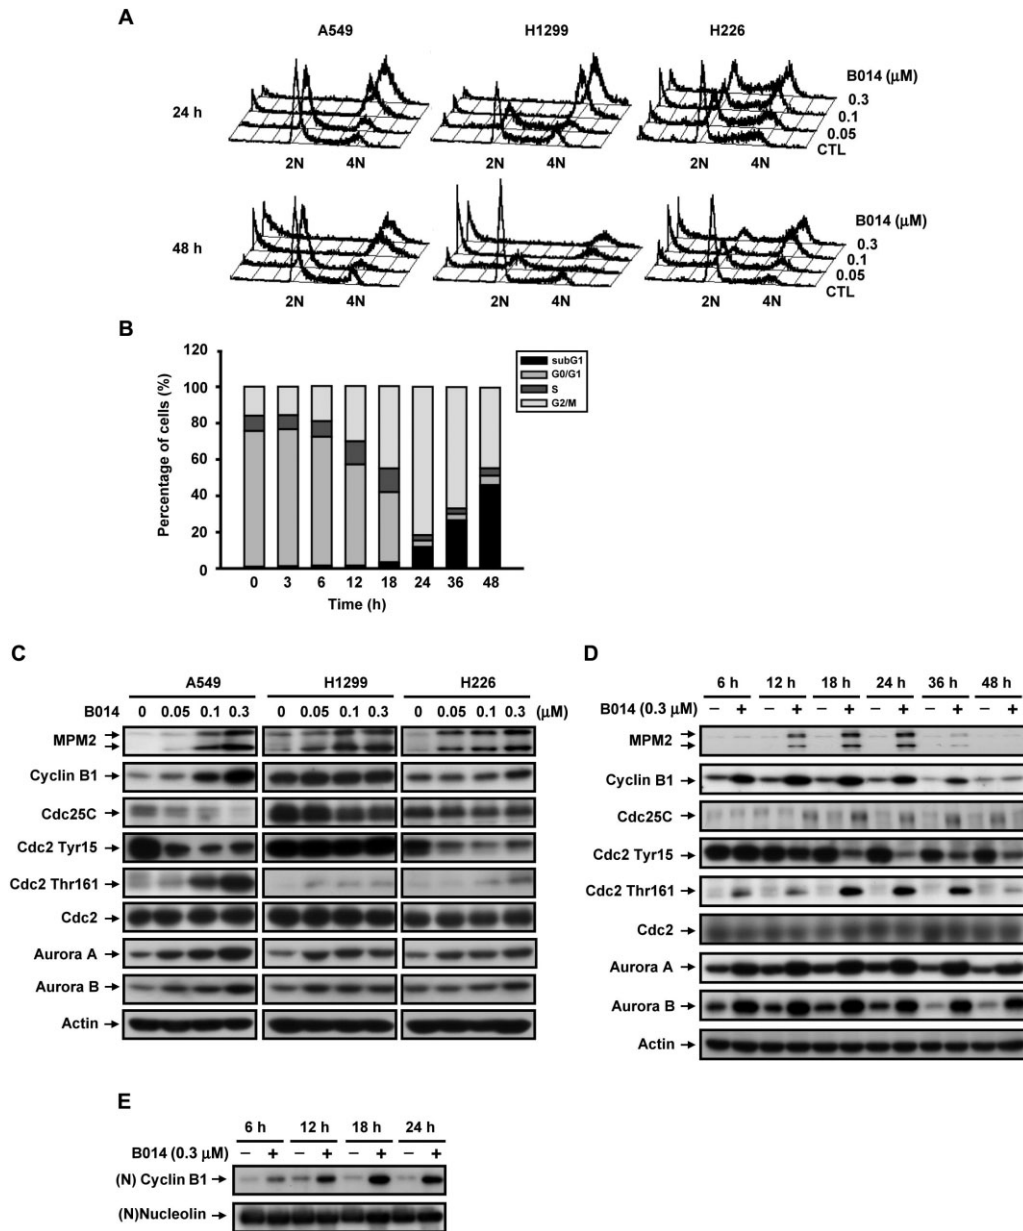 A
A549 H1299 H226
B014 (μM)
24 h
0.3
0.1
0.05
CTL
2N 4N 2N 4N 2N 4N
B014 (μM)
48 h
0.3
0.1
0.05
CTL
2N 4N 2N 4N 2N 4N
B
Percentage of cells (%)
120
100
80
60
40
20
0
0 3 6 12 18 24 36 48
Time (h)
subG1
G0/G1
S
G2/M
C
A549 H1299 H226
B014 0 0.05 0.1 0.3 0 0.05 0.1 0.3 0 0.05 0.1 0.3 (μM)
MPM2
Cyclin B1
Cdc25C
Cdc2 Tyr15
Cdc2 Thr161
Cdc2
Aurora A
Aurora B
Actin
D
6 h 12 h 18 h 24 h 36 h 48 h
B014 (0.3 μM) − + − + − + − + − + − +
MPM2
Cyclin B1
Cdc25C
Cdc2 Tyr15
Cdc2 Thr161
Cdc2
Aurora A
Aurora B
Actin
E
6 h 12 h 18 h 24 h
B014 (0.3 μM) − + − + − + − +
(N) Cyclin B1
(N)Nucleolin